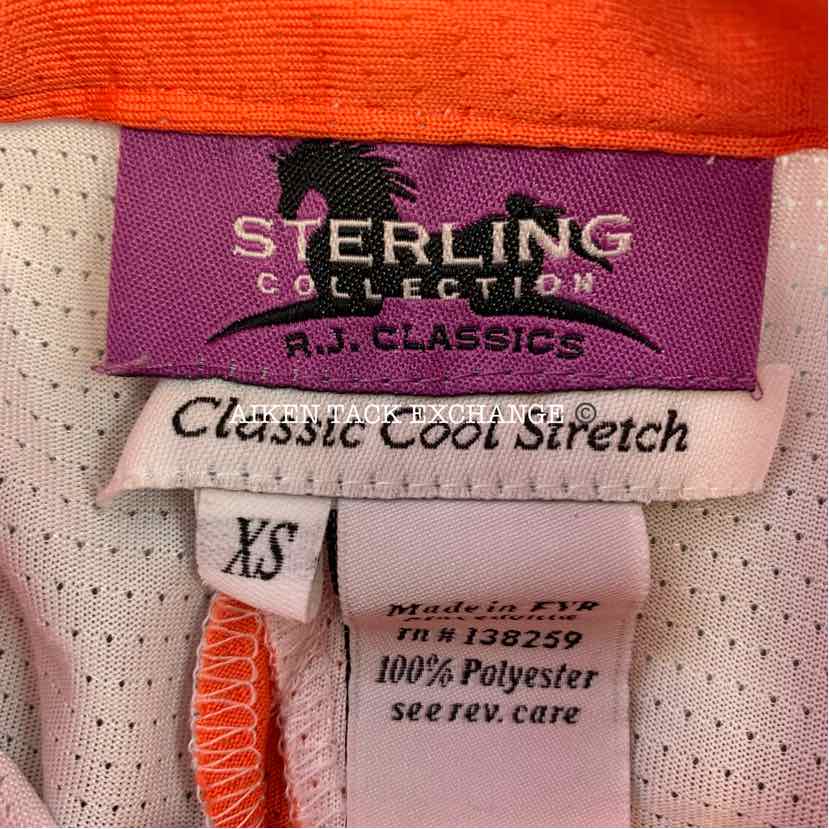 STERLING
COLLECTION
R.J. CLASSICS
AIKEN TACK EXCHANGE ©
Classic Cool Stretch
XS
Made in FYR
rn # 138259
100% Polyester
see rev. care